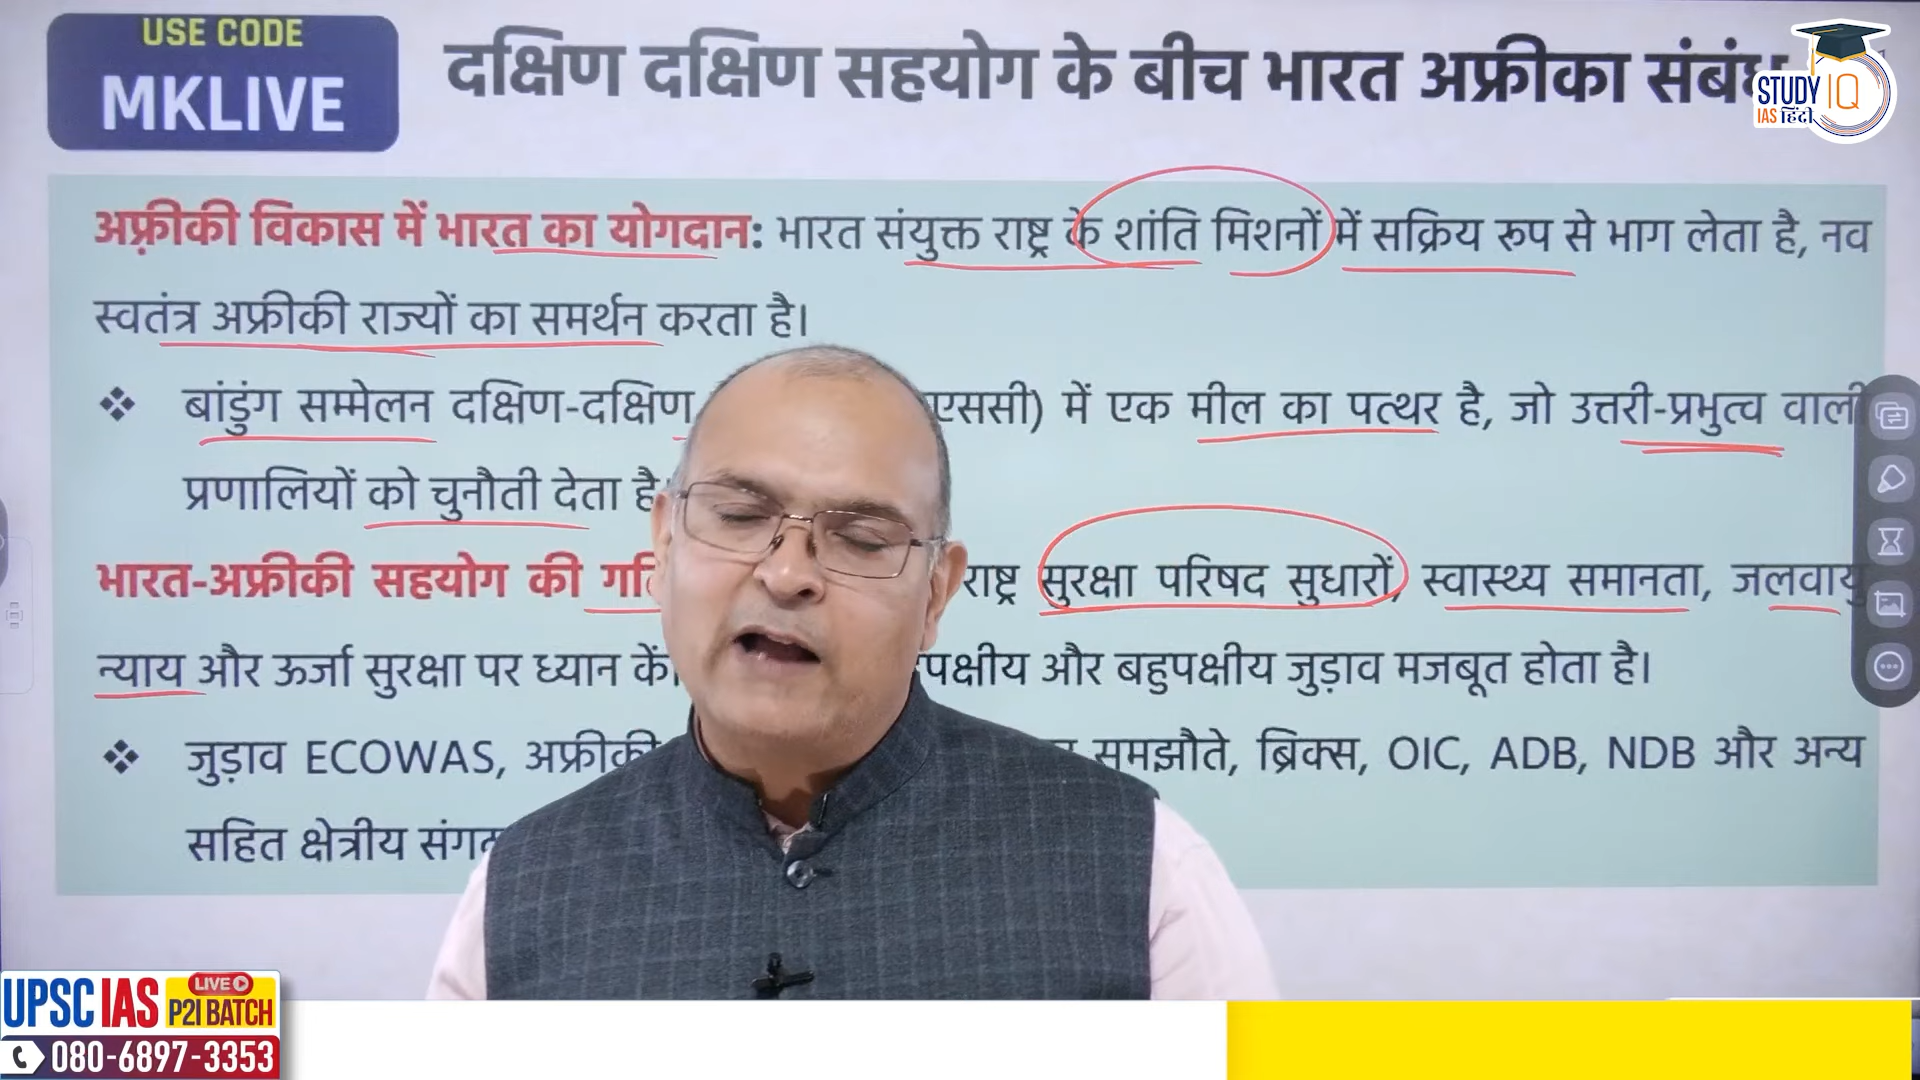 USE CODE
MKLIVE
दक्षिण दक्षिण सहयोग के बीच भारत अफ्रीका संबंध
STUDY IQ
IAS हिंदी
अफ़्रीकी विकास में भारत का योगदान: भारत संयुक्त राष्ट्र के शांति मिशनों में सक्रिय रूप से भाग लेता है, नव
स्वतंत्र अफ्रीकी राज्यों का समर्थन करता है।
❖ बांडुंग सम्मेलन दक्षिण-दक्षिण एससी) में एक मील का पत्थर है, जो उत्तरी-प्रभुत्व वाली
प्रणालियों को चुनौती देता है
भारत-अफ्रीकी सहयोग की राष्ट्र सुरक्षा परिषद सुधारों, स्वास्थ्य समानता, जलवायु
न्याय और ऊर्जा सुरक्षा पर ध्यान पक्षीय और बहुपक्षीय जुड़ाव मजबूत होता है।
❖ जुड़ाव ECOWAS, समझौते, ब्रिक्स, OIC, ADB, NDB और अन्य
सहित क्षेत्रीय
UPSC IAS
LIVE
P2I BATCH
080-6897-3353